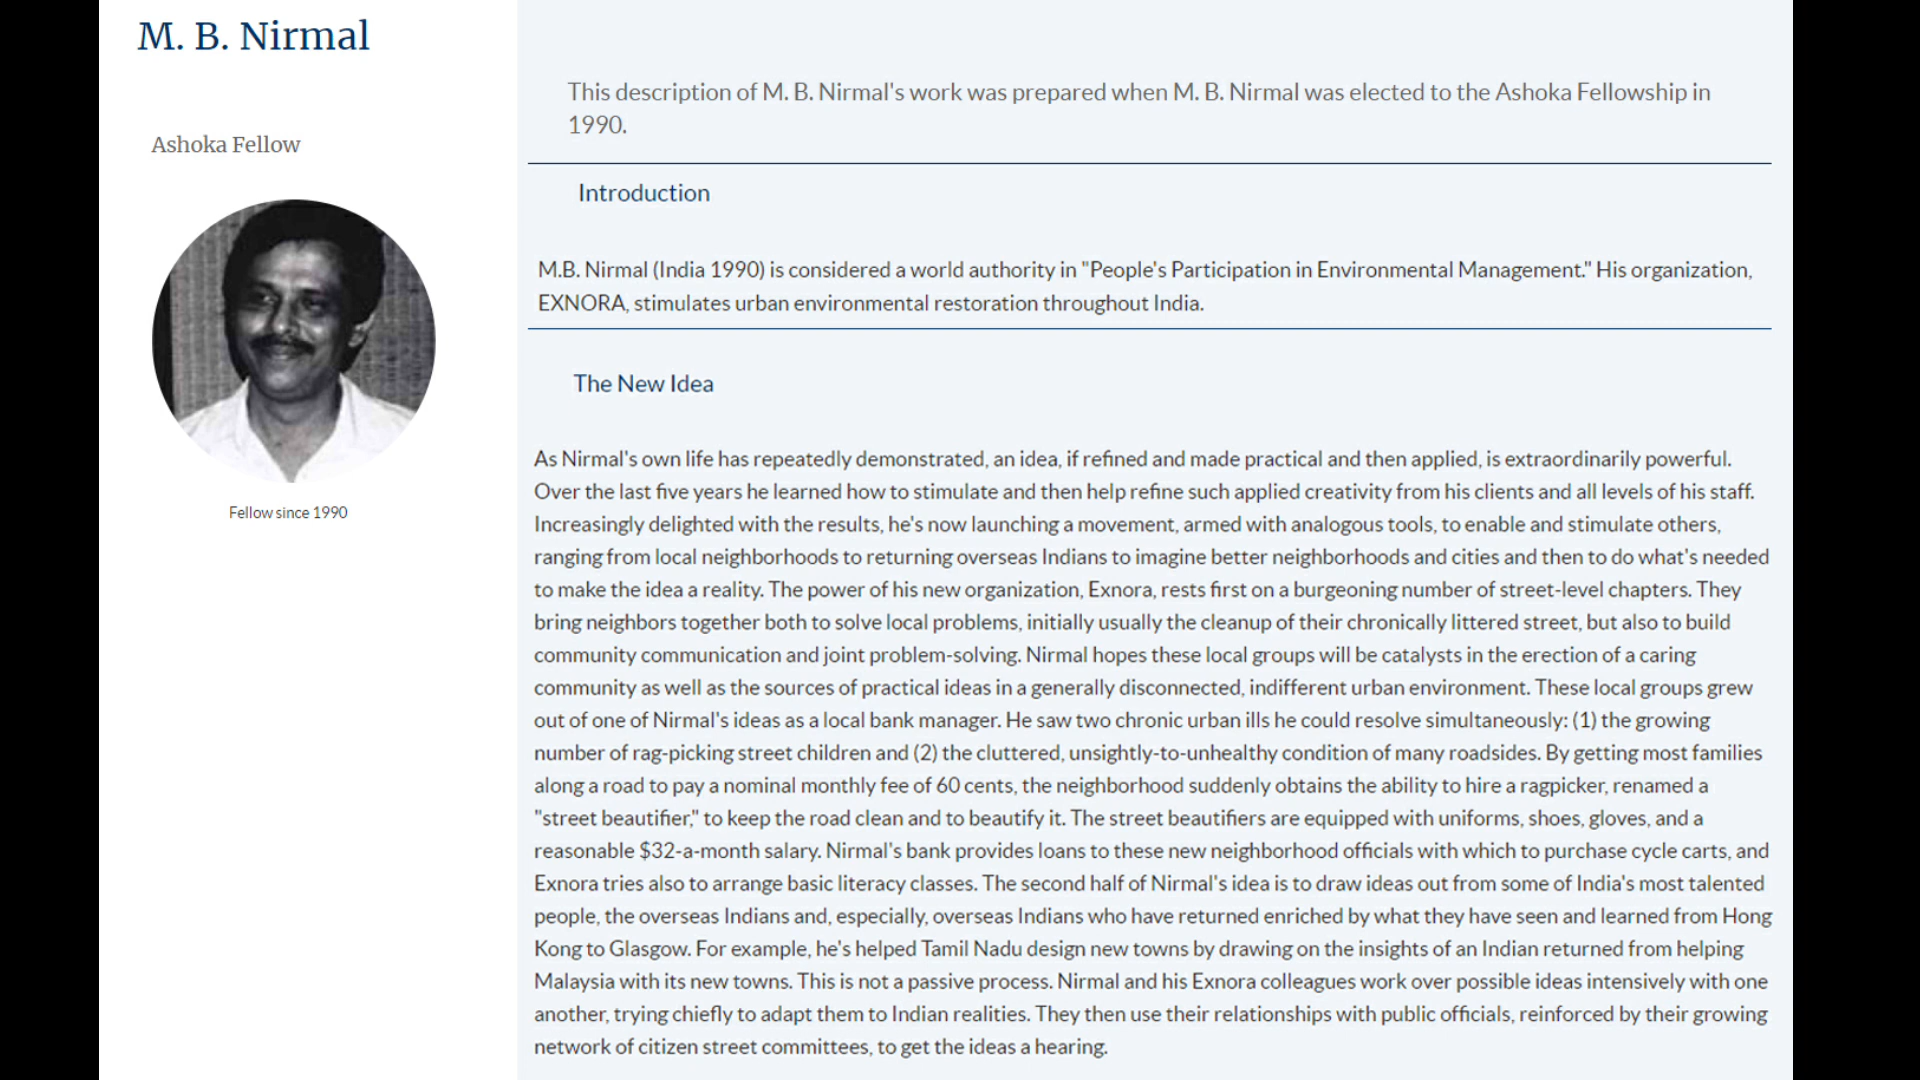 M. B. Nirmal
Ashoka Fellow
Fellow since 1990
This description of M. B. Nirmal's work was prepared when M. B. Nirmal was elected to the Ashoka Fellowship in
1990.
Introduction
M.B. Nirmal (India 1990) is considered a world authority in "People's Participation in Environmental Management." His organization,
EXNORA, stimulates urban environmental restoration throughout India.
The New Idea
As Nirmal's own life has repeatedly demonstrated, an idea, if refined and made practical and then applied, is extraordinarily powerful.
Over the last five years he learned how to stimulate and then help refine such applied creativity from his clients and all levels of his staff.
Increasingly delighted with the results, he's now launching a movement, armed with analogous tools, to enable and stimulate others,
ranging from local neighborhoods to returning overseas Indians to imagine better neighborhoods and cities and then to do what's needed
to make the idea a reality. The power of his new organization, Exnora, rests first on a burgeoning number of street-level chapters. They
bring neighbors together both to solve local problems, initially usually the cleanup of their chronically littered street, but also to build
community communication and joint problem-solving. Nirmal hopes these local groups will be catalysts in the erection of a caring
community as well as the sources of practical ideas in a generally disconnected, indifferent urban environment. These local groups grew
out of one of Nirmal's ideas as a local bank manager. He saw two chronic urban ills he could resolve simultaneously: (1) the growing
number of rag-picking street children and (2) the cluttered, unsightly-to-unhealthy condition of many roadsides. By getting most families
along a road to pay a nominal monthly fee of 60 cents, the neighborhood suddenly obtains the ability to hire a ragpicker, renamed a
"street beautifier," to keep the road clean and to beautify it. The street beautifiers are equipped with uniforms, shoes, gloves, and a
reasonable $32-a-month salary. Nirmal's bank provides loans to these new neighborhood officials with which to purchase cycle carts, and
Exnora tries also to arrange basic literacy classes. The second half of Nirmal's idea is to draw ideas out from some of India's most talented
people, the overseas Indians and, especially, overseas Indians who have returned enriched by what they have seen and learned from Hong
Kong to Glasgow. For example, he's helped Tamil Nadu design new towns by drawing on the insights of an Indian returned from helping
Malaysia with its new towns. This is not a passive process. Nirmal and his Exnora colleagues work over possible ideas intensively with one
another, trying chiefly to adapt them to Indian realities. They then use their relationships with public officials, reinforced by their growing
network of citizen street committees, to get the ideas a hearing.